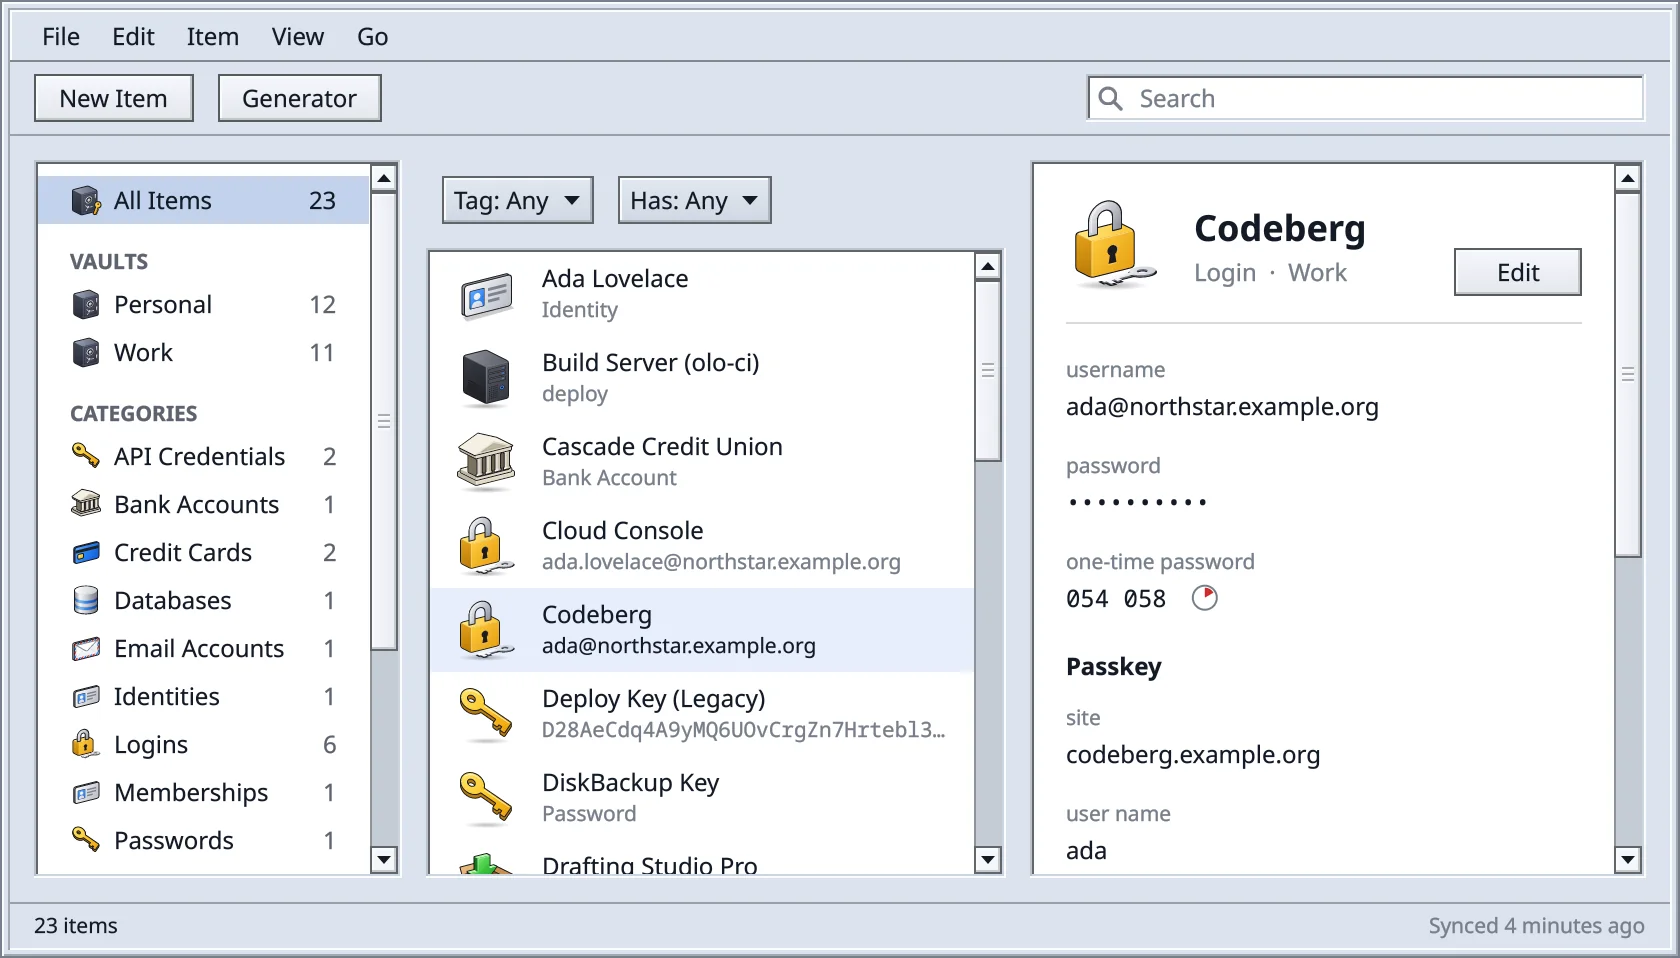 File Edit Item View Go
New Item Generator Search
All Items 23
VAULTS
Personal 12
Work 11
CATEGORIES
API Credentials 2
Bank Accounts 1
Credit Cards 2
Databases 1
Email Accounts 1
Identities 1
Logins 6
Memberships 1
Passwords 1
Tag: Any Has: Any
Ada Lovelace
Identity
Build Server (olo-ci)
deploy
Cascade Credit Union
Bank Account
Cloud Console
ada.lovelace@northstar.example.org
Codeberg
ada@northstar.example.org
Deploy Key (Legacy)
D28AeCdq4A9yMQ6UOvCrgZn7Hrtebl3…
DiskBackup Key
Password
Drafting Studio Pro
Codeberg
Login · Work
Edit
username
ada@northstar.example.org
password
••••••••••
one-time password
054 058
Passkey
site
codeberg.example.org
user name
ada
23 items
Synced 4 minutes ago